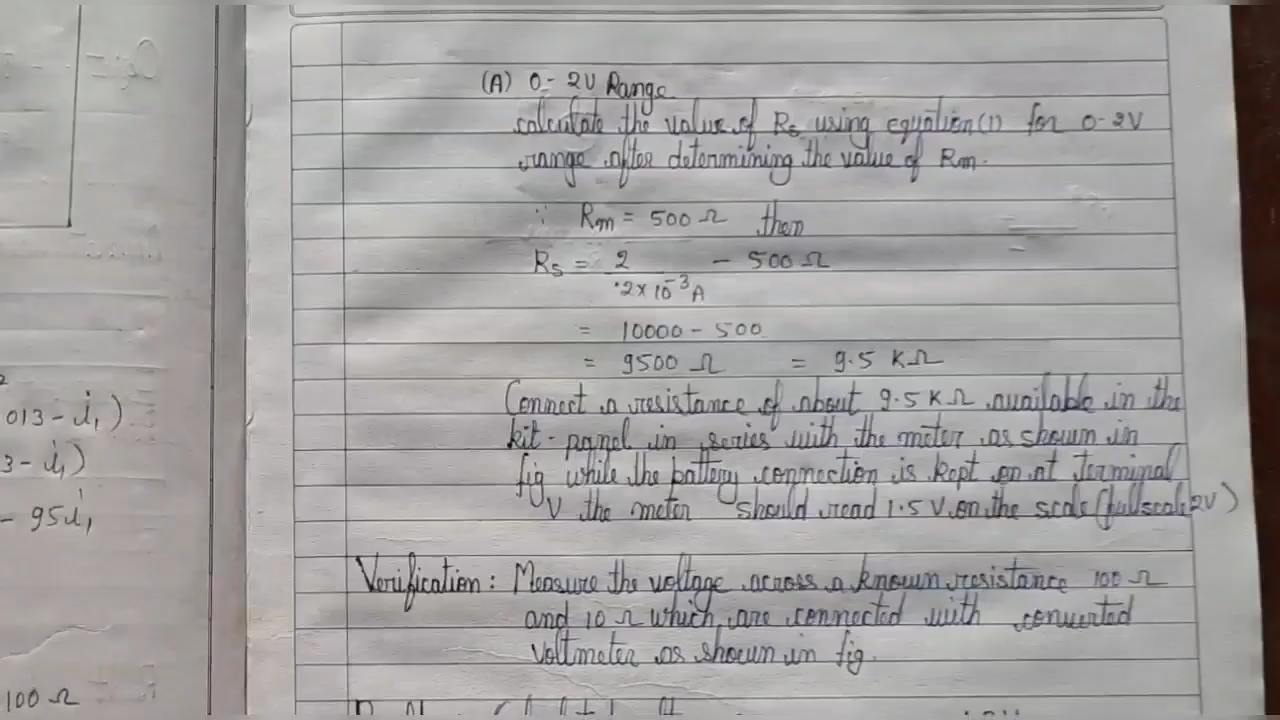 (A) 0- 2V Range
calculate the value of Rs using equation(1) for 0-2V
range after determining the value of Rm.
∵ Rm = 500 Ω then
Rs = 2 - 500 Ω
.2 x 10⁻³A
= 10000 - 500
= 9500 Ω = 9.5 KΩ
Connect a resistance of about 9.5 KΩ available in the
kit-panel in series with the meter as shown in
fig while the battery connection is kept on at terminal
V the meter should read 1.5 V on the scale (full scale 2V)
Verification: Measure the voltage across a known resistance 100 Ω
and 10 Ω which are connected with converted
voltmeter as shown in fig.
013 - i₁)
3 - i₁)
- 95i₁
100 Ω